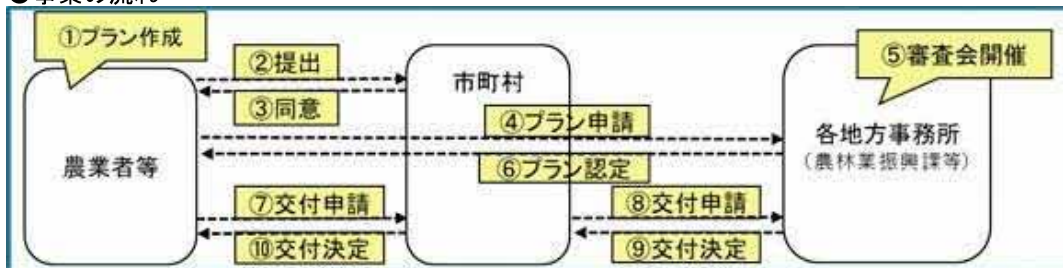 ①プラン作成
②提出
③同意
市町村
⑤審査会開催
④プラン申請
農業者等
各地方事務所
（農林業振興課等）
⑥プラン認定
⑦交付申請
⑧交付申請
⑩交付決定
⑨交付決定